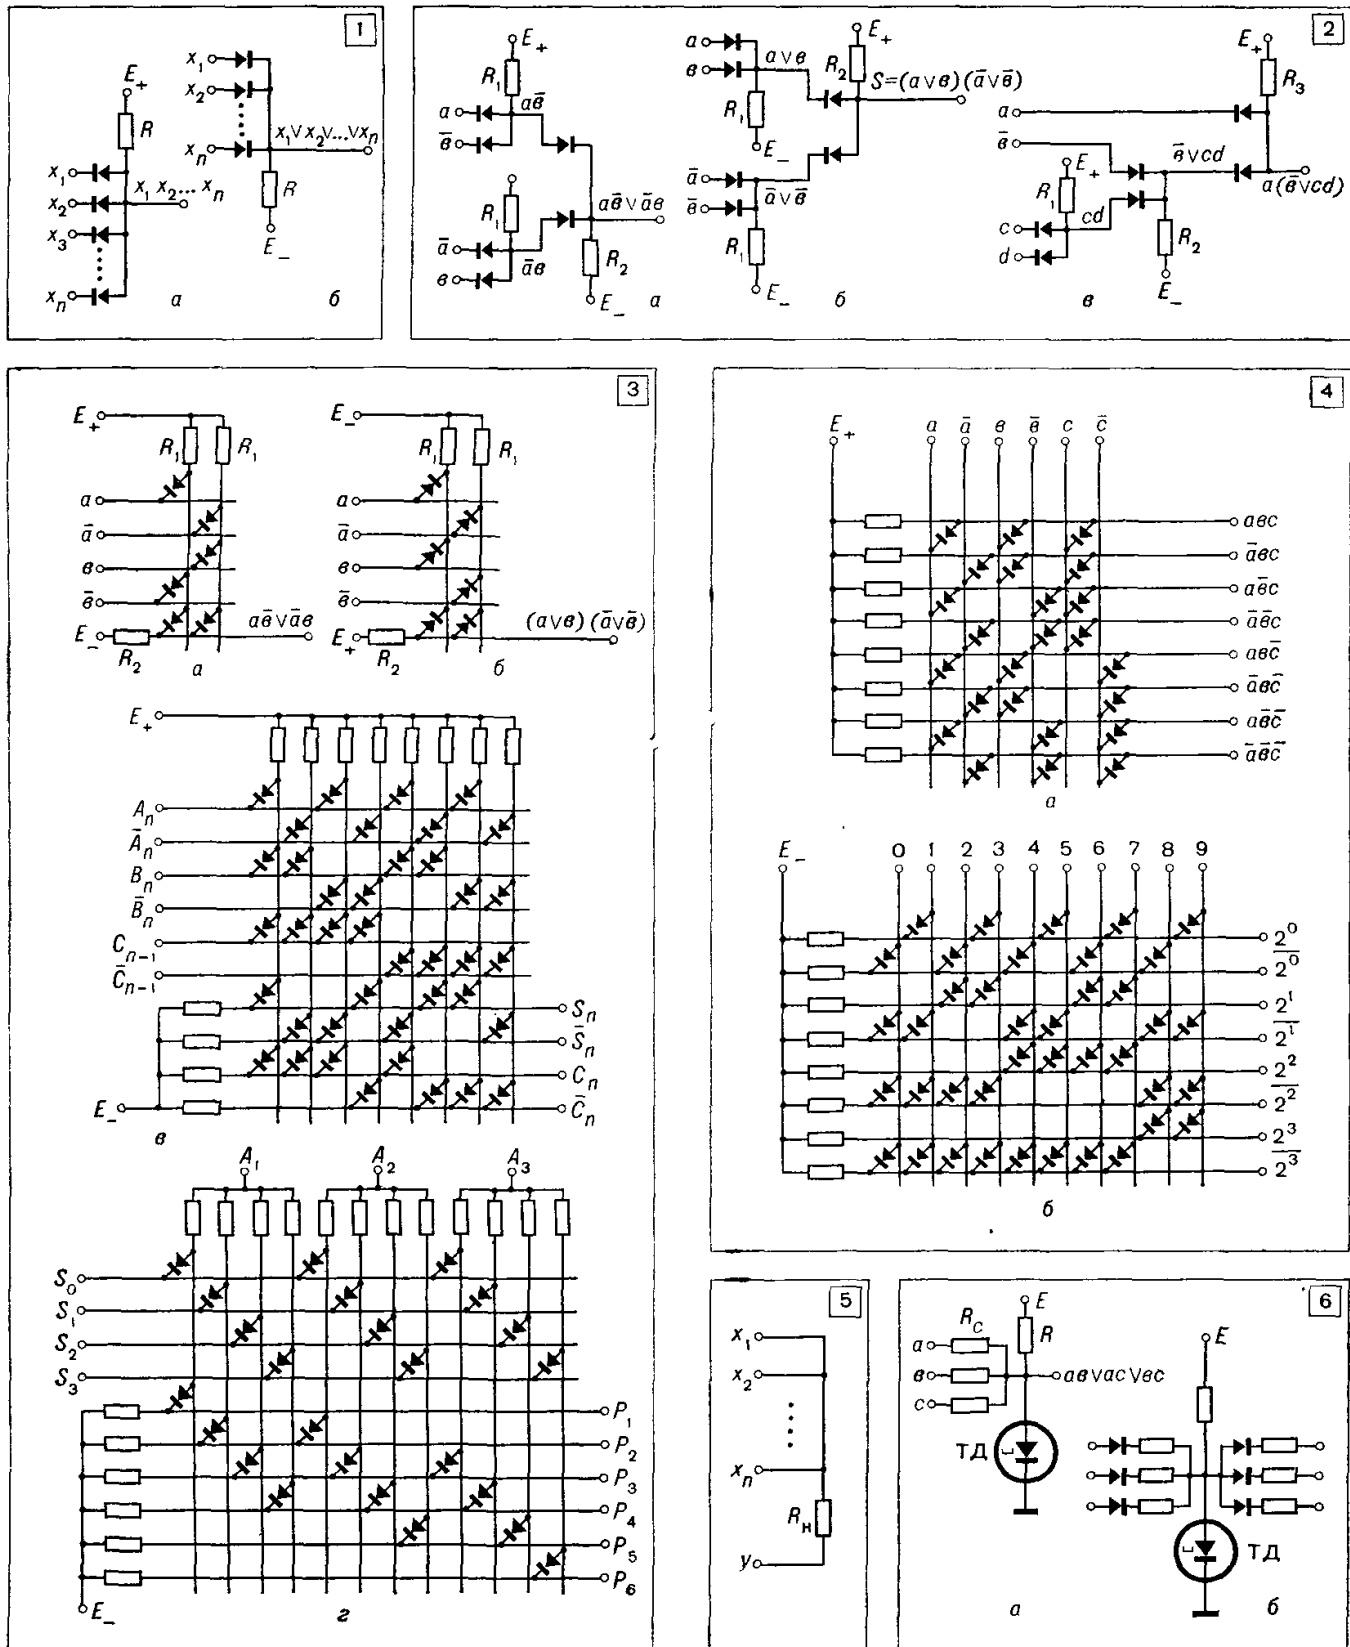 1
E₊
R
x₁
x₂
x₃
xₙ
x₁ x₂... xₙ
а
x₁
x₂
xₙ
x₁∨x₂∨...∨xₙ
R
E₋
б
2
E₊
R₁
a
в̄
aв̄
R₁
ā
в
āв
aв̄∨āв
R₂
E₋
а
a
в
a∨в
R₁
E₋
E₊
R₂
S=(a∨в)(ā∨в̄)
ā
в̄
ā∨в̄
R₁
E₋
б
E₊
R₃
a
в̄
E₊
R₁
c
d
cd
в̄∨cd
R₂
E₋
a(в̄∨cd)
в
3
E₊
R₁ R₁
a
ā
в
в̄
E₋
R₂
aв̄∨āв
а
E₋
R₁ R₁
a
ā
в
в̄
E₊
R₂
(a∨в)(ā∨в̄)
б
E₊
Aₙ
Āₙ
Bₙ
B̄ₙ
Cₙ₋₁
C̄ₙ₋₁
Sₙ
S̄ₙ
Cₙ
E₋
C̄ₙ
в
A₁ A₂ A₃
S₀
S₁
S₂
S₃
P₁
P₂
P₃
P₄
P₅
P₆
E₋
г
4
E₊ a ā в в̄ c c̄
aвc
āвc
aв̄c
āв̄c
aвc̄
āвc̄
aв̄c̄
āв̄c̄
а
E₋ 0 1 2 3 4 5 6 7 8 9
2⁰
2̅⁰̅
2¹
2̅¹̅
2²
2̅²̅
2³
2̅³̅
б
5
x₁
x₂
xₙ
Rн
y
6
E
R
Rc
a
в
c
aв∨ac∨вc
ТД
а
E
ТД
б